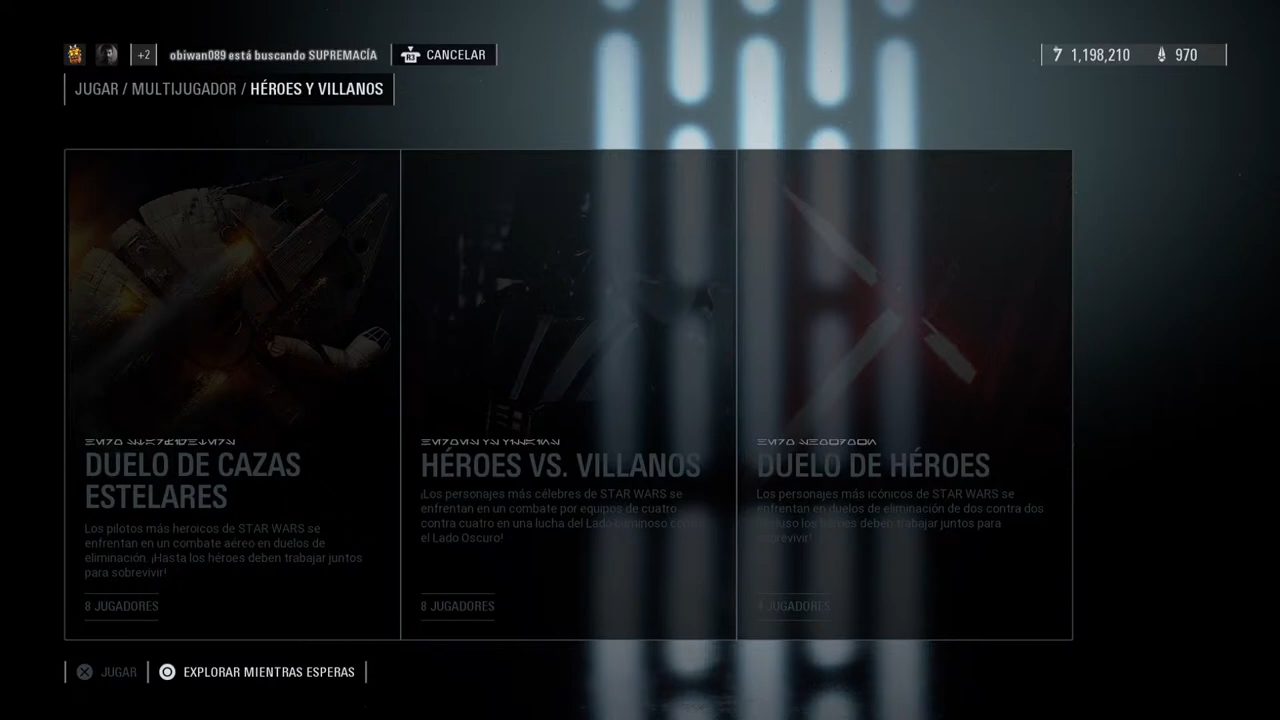 +2 obiwan089 está buscando SUPREMACÍA R3 CANCELAR 1,198,210 970
JUGAR / MULTIJUGADOR / HÉROES Y VILLANOS
DUELO DE CAZAS
ESTELARES
Los pilotos más heroicos de STAR WARS se
enfrentan en un combate aéreo en duelos de
eliminación. ¡Hasta los héroes deben trabajar juntos
para sobrevivir!
8 JUGADORES
HÉROES VS. VILLANOS
¡Los personajes más célebres de STAR WARS se
enfrentan en un combate por equipos de cuatro
contra cuatro en una lucha del Lado Luminoso contra
el Lado Oscuro!
8 JUGADORES
DUELO DE HÉROES
Los personajes más icónicos de STAR WARS se
enfrentan en duelos de eliminación de dos contra dos
los héroes deben trabajar juntos para
sobrevivir!
4 JUGADORES
JUGAR EXPLORAR MIENTRAS ESPERAS